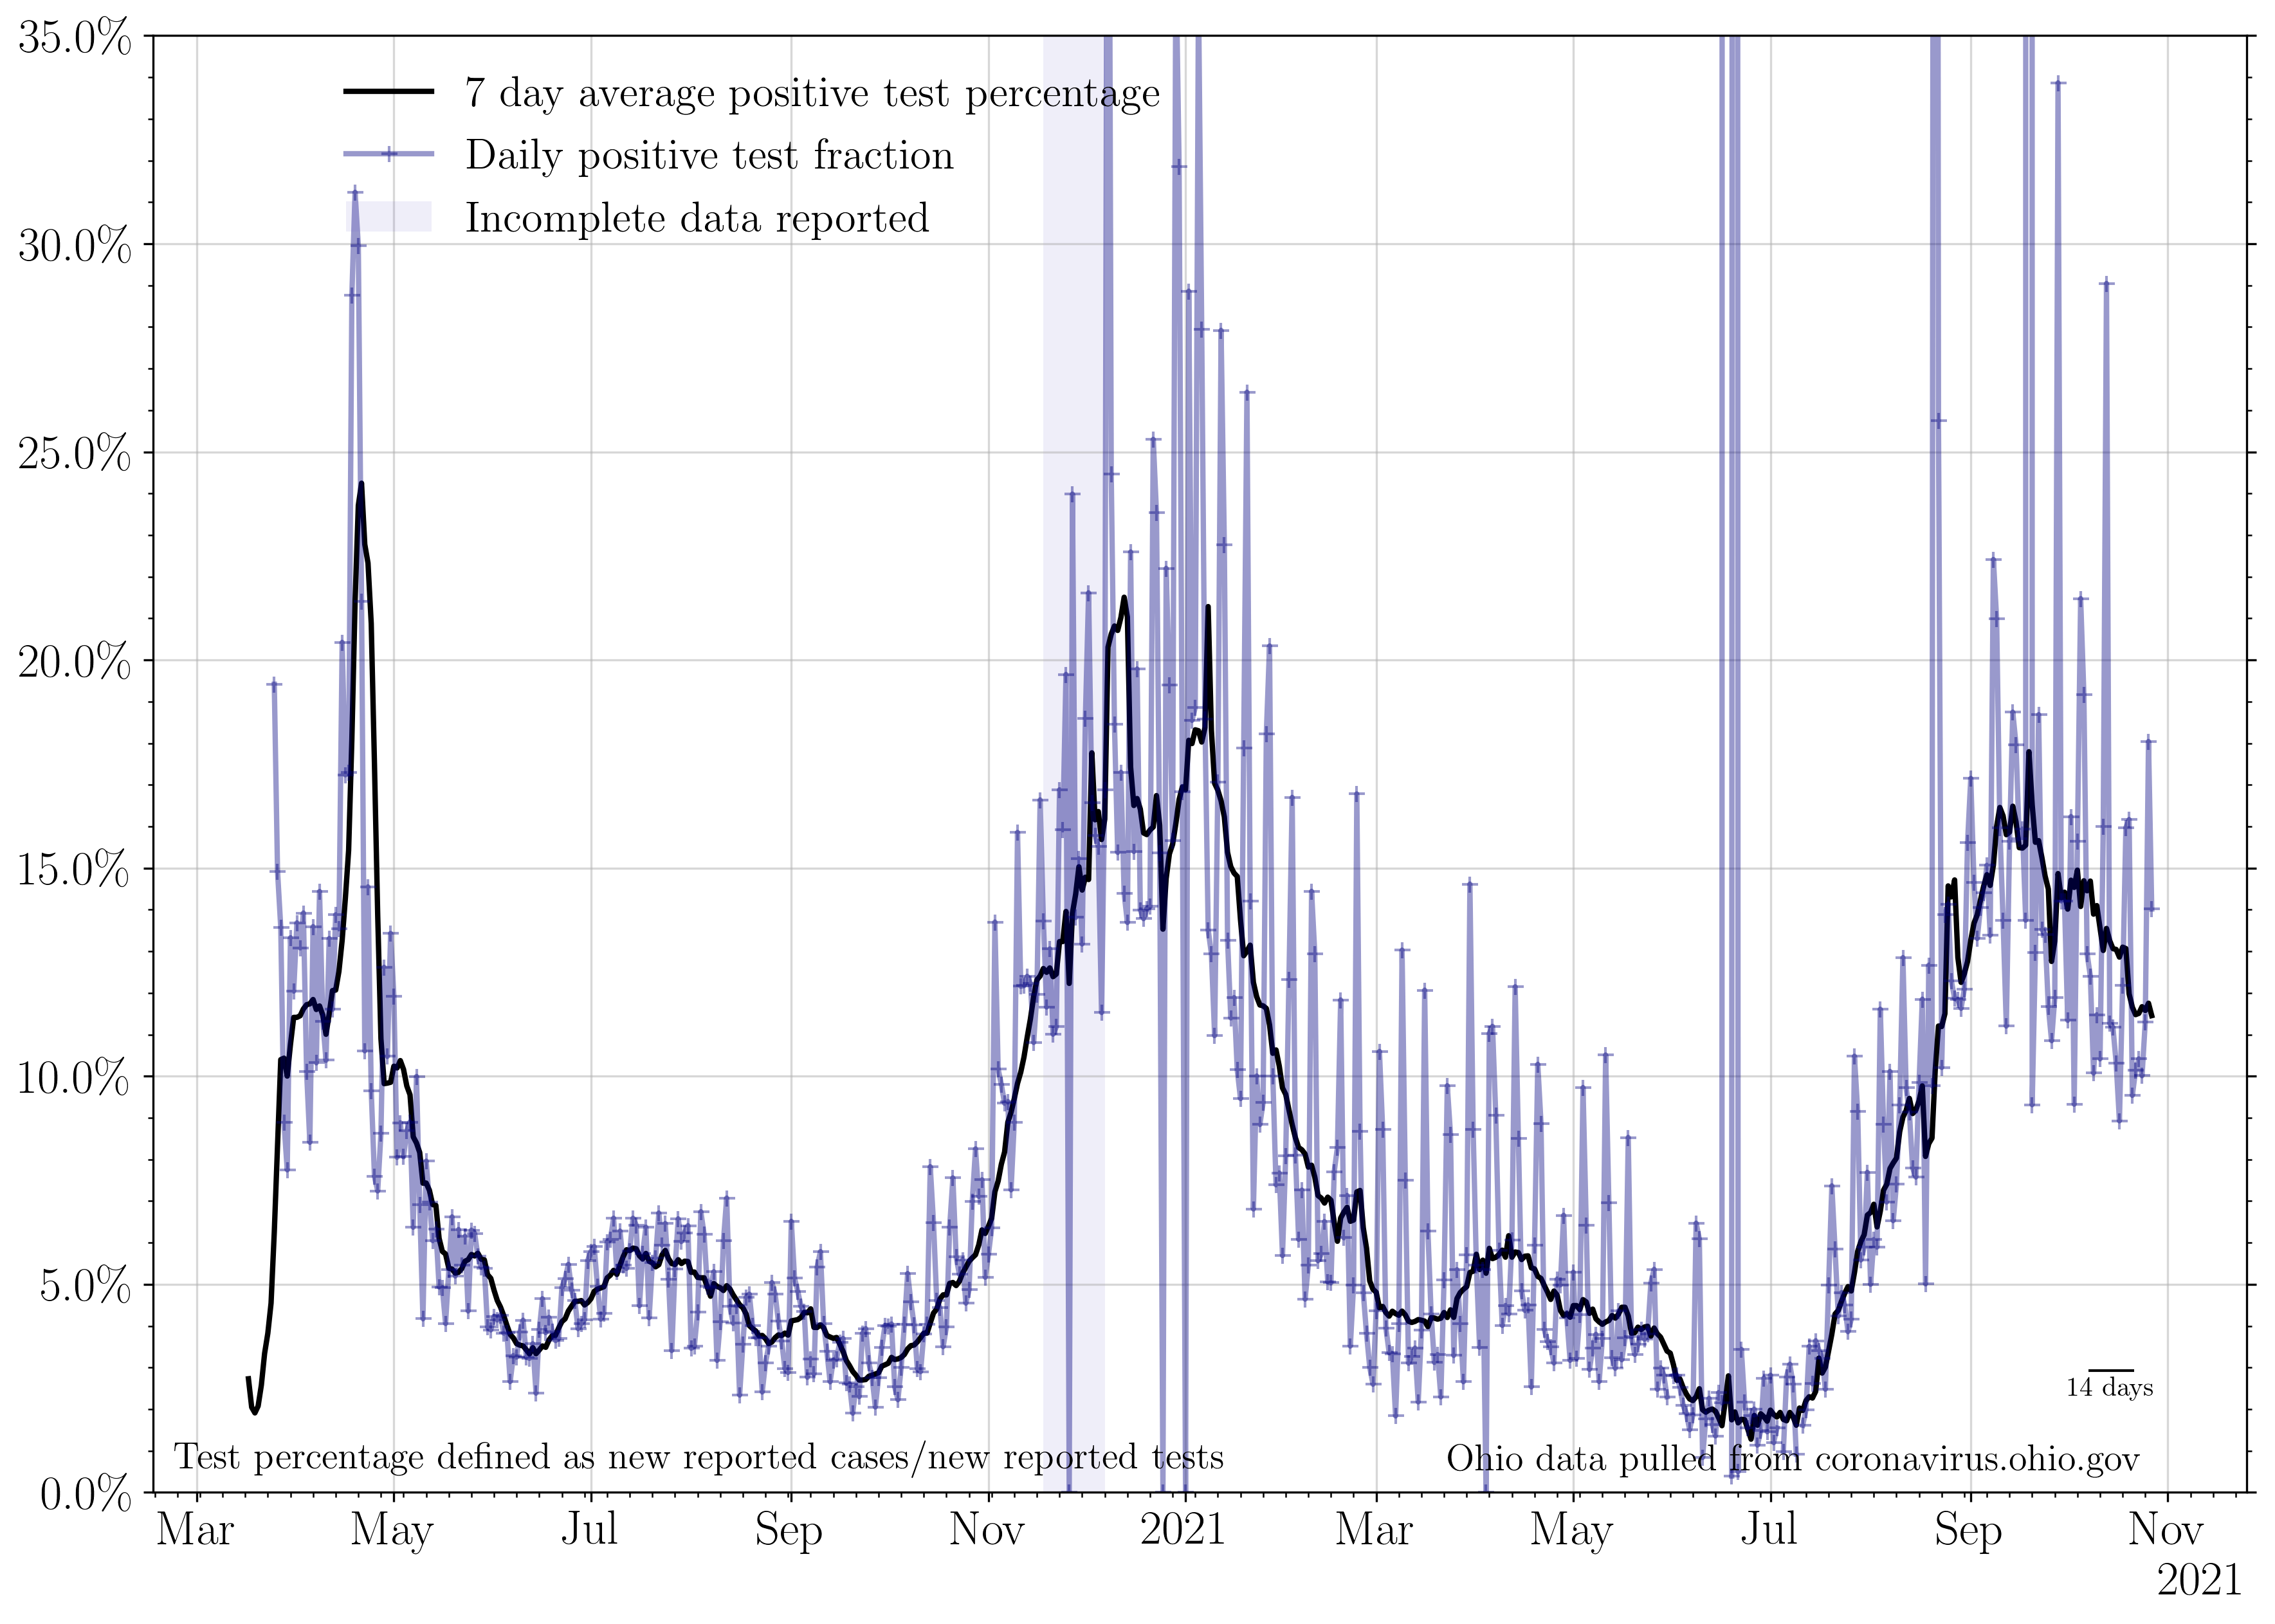 35.0%
30.0%
25.0%
20.0%
15.0%
10.0%
5.0%
0.0%
7 day average positive test percentage
Daily positive test fraction
Incomplete data reported
14 days
Test percentage defined as new reported cases/new reported tests
Ohio data pulled from coronavirus.ohio.gov
Mar May Jul Sep Nov 2021 Mar May Jul Sep Nov
2021